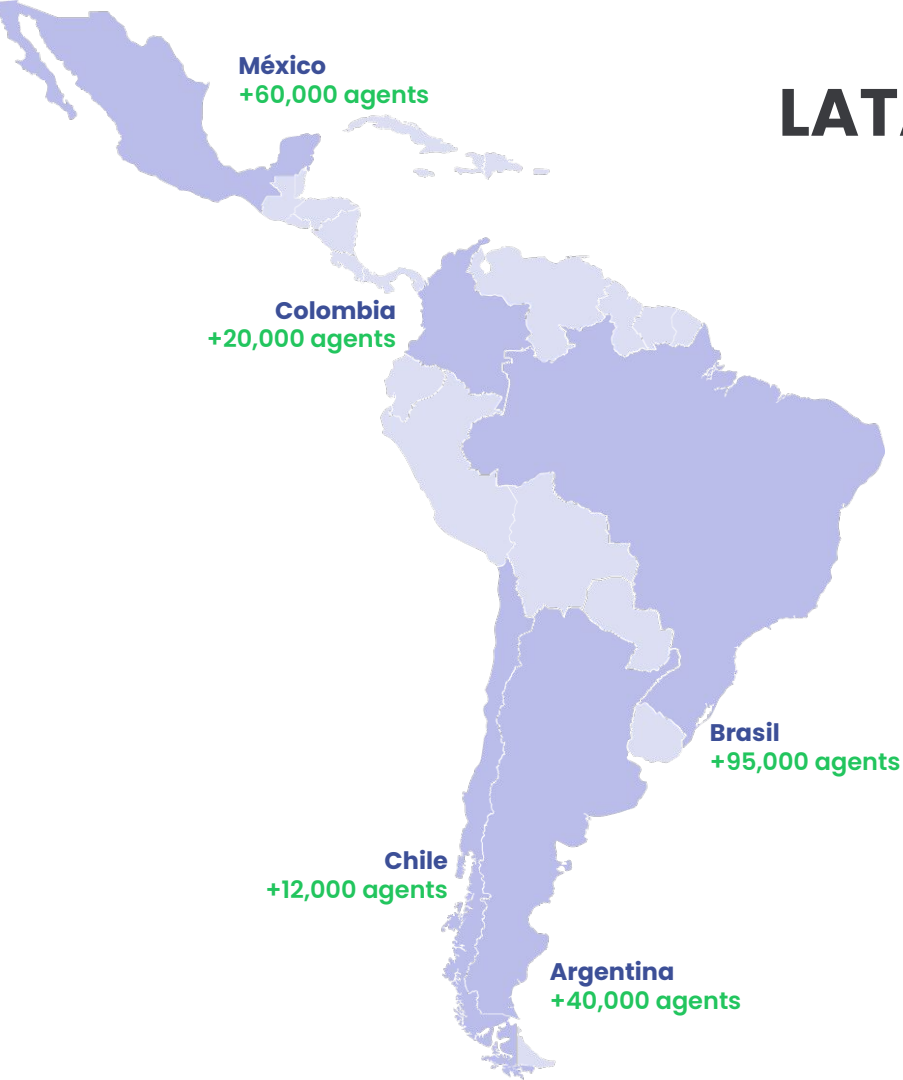 México
+60,000 agents
LATA
Colombia
+20,000 agents
Brasil
+95,000 agents
Chile
+12,000 agents
Argentina
+40,000 agents